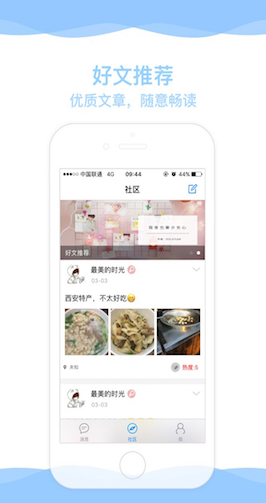 好文推荐
优质文章，随意畅读
中国联通 4G 09:44
社区
好文推荐
最美的时光
03-03
西安特产，不太好吃😁
未知
热度 5
最美的时光
03-03
消息
社区